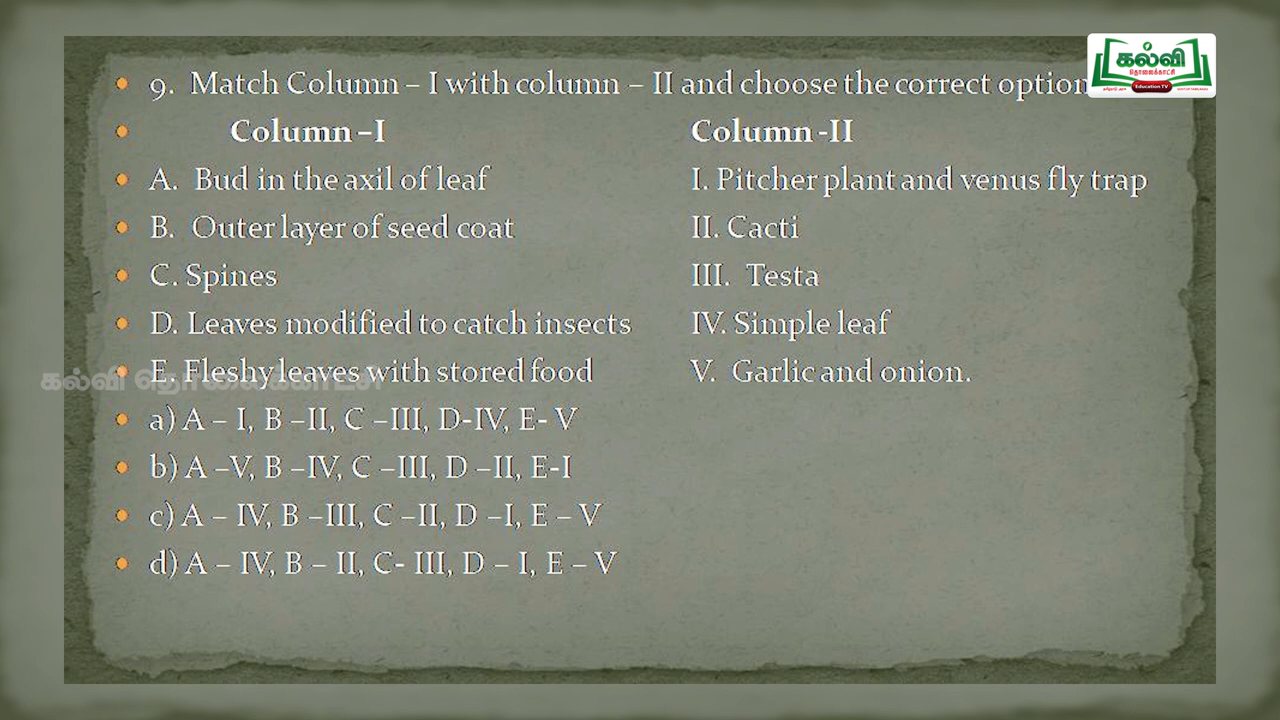 கல்வி
தொலைக்காட்சி
Education TV
9. Match Column – I with column – II and choose the correct option
Column –I Column -II
A. Bud in the axil of leaf I. Pitcher plant and venus fly trap
B. Outer layer of seed coat II. Cacti
C. Spines III. Testa
D. Leaves modified to catch insects IV. Simple leaf
E. Fleshy leaves with stored food V. Garlic and onion.
கல்வி தொலைக்காட்சி
a) A – I, B –II, C –III, D-IV, E- V
b) A –V, B –IV, C –III, D –II, E-I
c) A – IV, B –III, C –II, D –I, E – V
d) A – IV, B – II, C- III, D – I, E – V